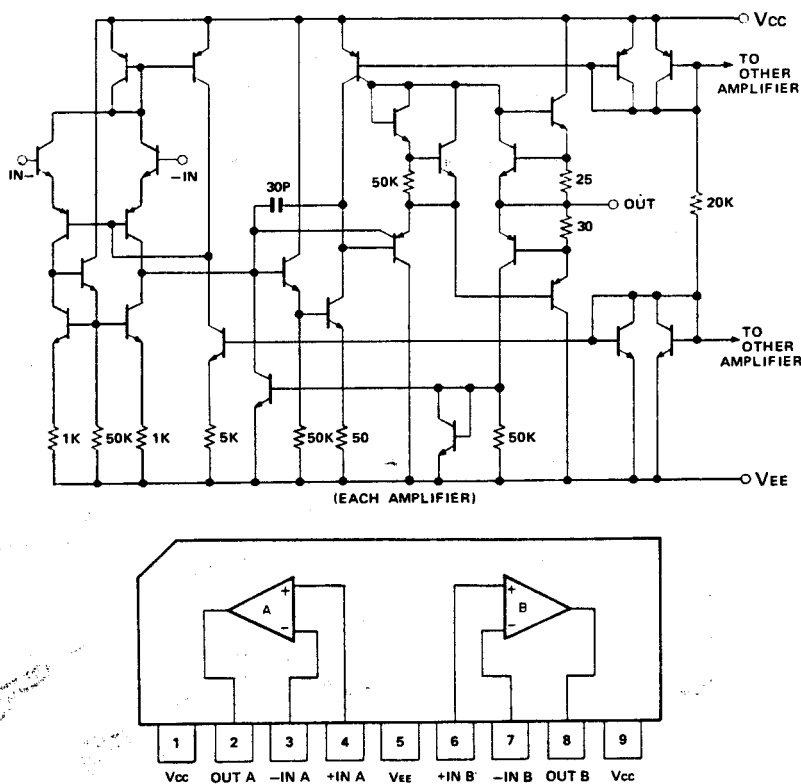 VCC
TO
OTHER
AMPLIFIER
IN-
-IN
30P
50K
25
OUT
30
20K
TO
OTHER
AMPLIFIER
1K
50K
1K
5K
50K
50
50K
VEE
(EACH AMPLIFIER)
A
+
-
B
+
-
1 2 3 4 5 6 7 8 9
VCC OUT A -IN A +IN A VEE +IN B -IN B OUT B VCC